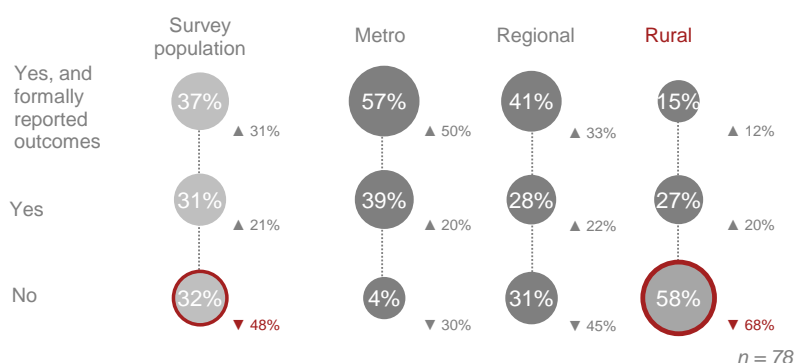 Survey
population
Metro
Regional
Rural
Yes, and
formally
reported
outcomes
37%
▲ 31%
57%
▲ 50%
41%
▲ 33%
15%
▲ 12%
Yes
31%
▲ 21%
39%
▲ 20%
28%
▲ 22%
27%
▲ 20%
No
32%
▼ 48%
4%
▼ 30%
31%
▼ 45%
58%
▼ 68%
n = 78